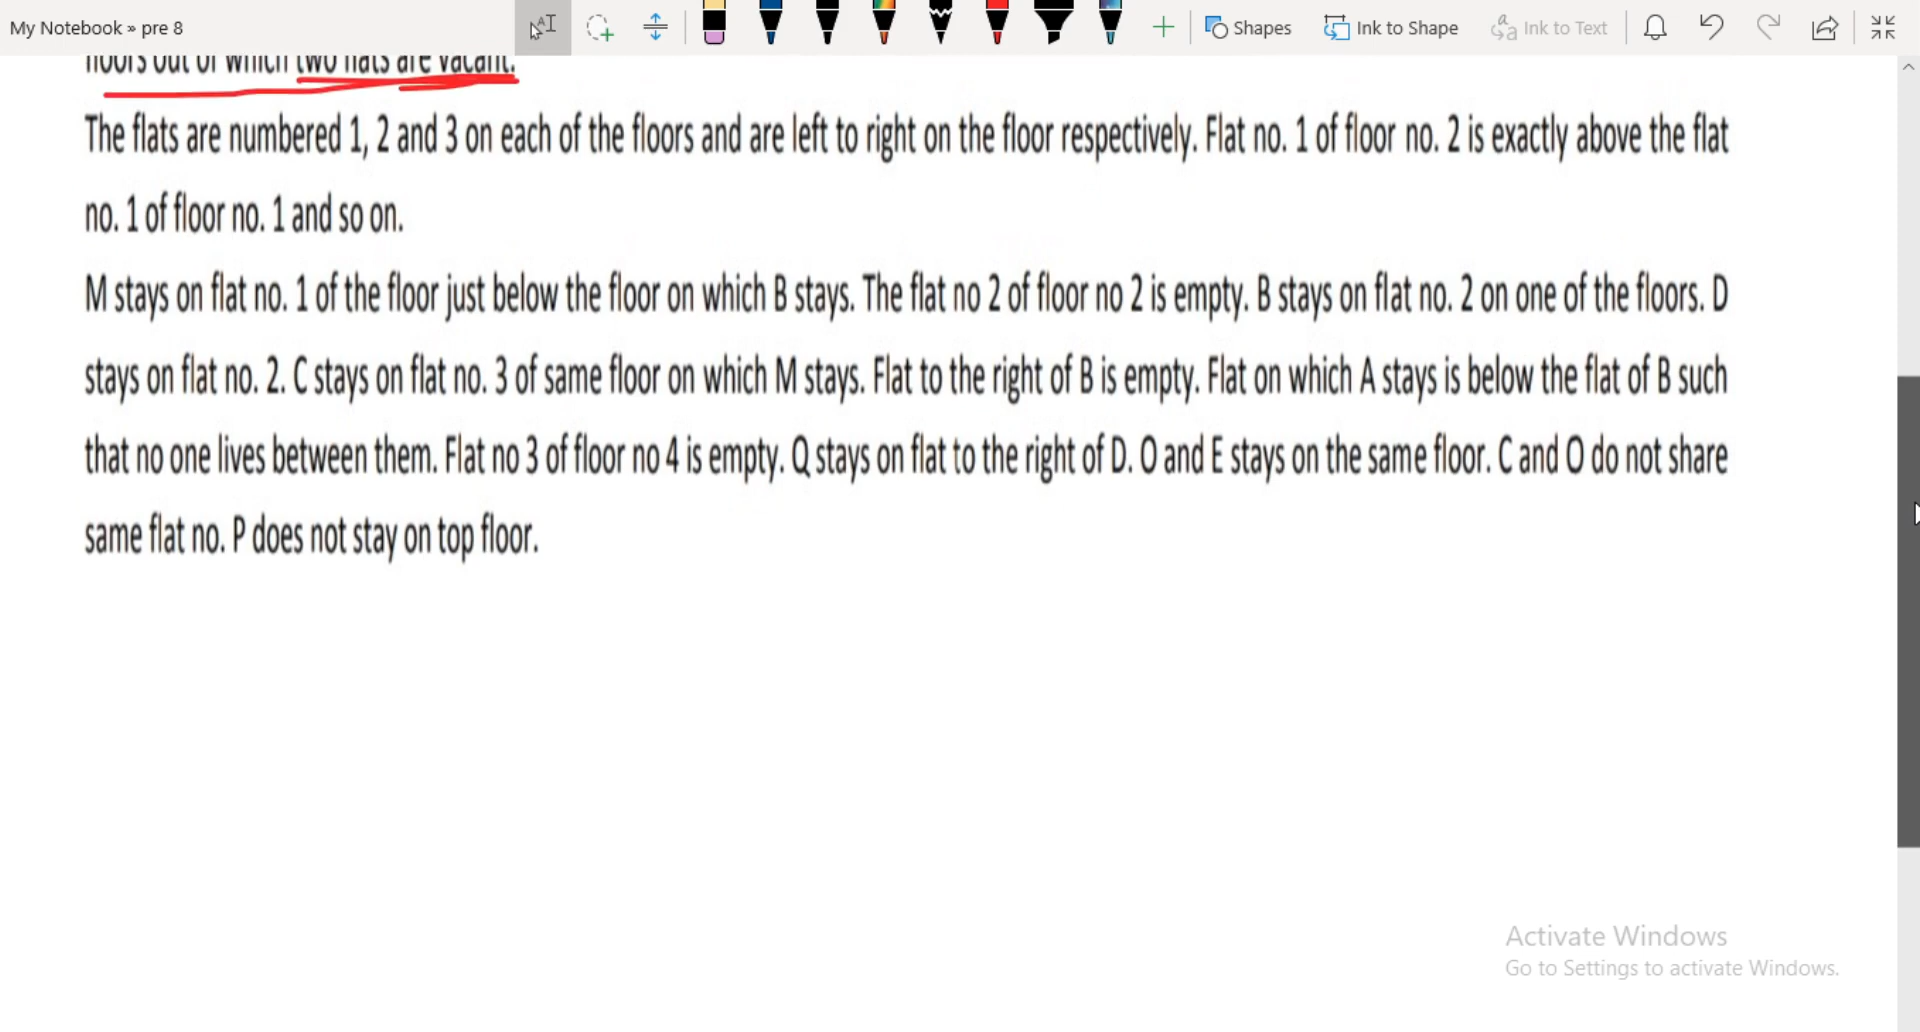 My Notebook » pre 8
Shapes
Ink to Shape
Ink to Text
floors out of which two flats are vacant.
The flats are numbered 1, 2 and 3 on each of the floors and are left to right on the floor respectively. Flat no. 1 of floor no. 2 is exactly above the flat
no. 1 of floor no. 1 and so on.
M stays on flat no. 1 of the floor just below the floor on which B stays. The flat no 2 of floor no 2 is empty. B stays on flat no. 2 on one of the floors. D
stays on flat no. 2. C stays on flat no. 3 of same floor on which M stays. Flat to the right of B is empty. Flat on which A stays is below the flat of B such
that no one lives between them. Flat no 3 of floor no 4 is empty. Q stays on flat to the right of D. O and E stays on the same floor. C and O do not share
same flat no. P does not stay on top floor.
Activate Windows
Go to Settings to activate Windows.